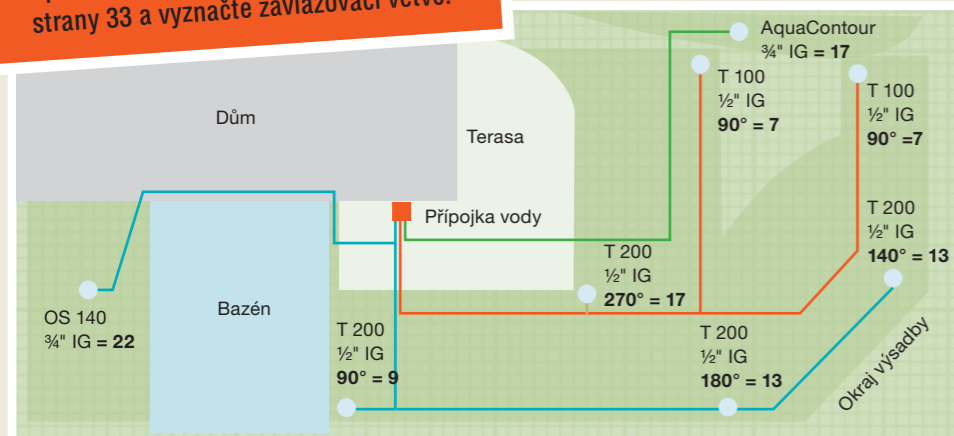 strany 33 a vyznačte zavlažovací větve.
AquaContour
¾" IG = 17
T 100
½" IG
90° = 7
T 100
½" IG
90° =7
Dům
Terasa
Přípojka vody
T 200
½" IG
140° = 13
T 200
½" IG
270° = 17
OS 140
¾" IG = 22
Bazén
T 200
½" IG
90° = 9
T 200
½" IG
180° = 13
Okraj výsadby